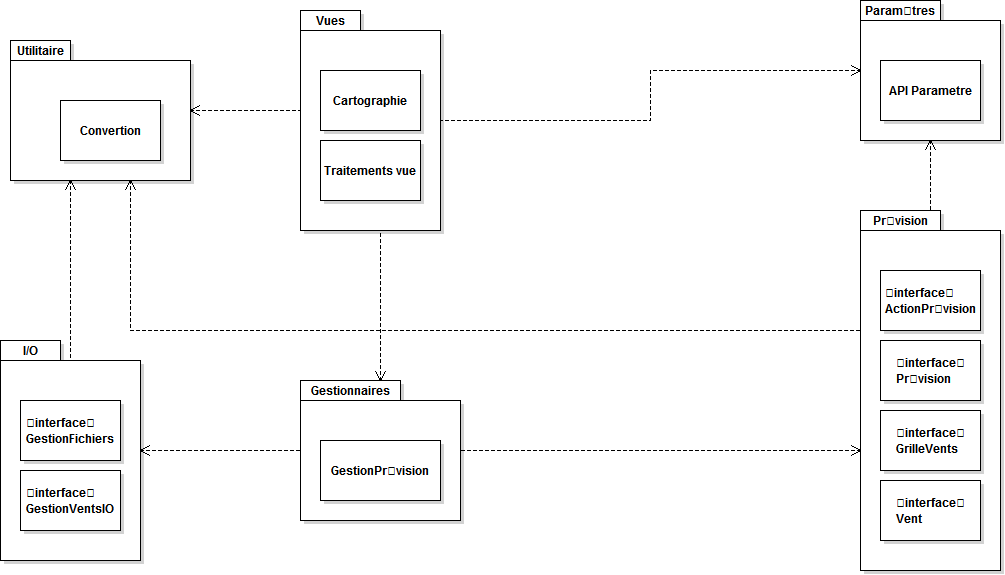 Vues
Cartographie
Traitements vue
Utilitaire
Convertion
Param□tres
API Parametre
Pr□vision
□interface□
ActionPr□vision
□interface□
Pr□vision
□interface□
GrilleVents
□interface□
Vent
I/O
□interface□
GestionFichiers
□interface□
GestionVentsIO
Gestionnaires
GestionPr□vision